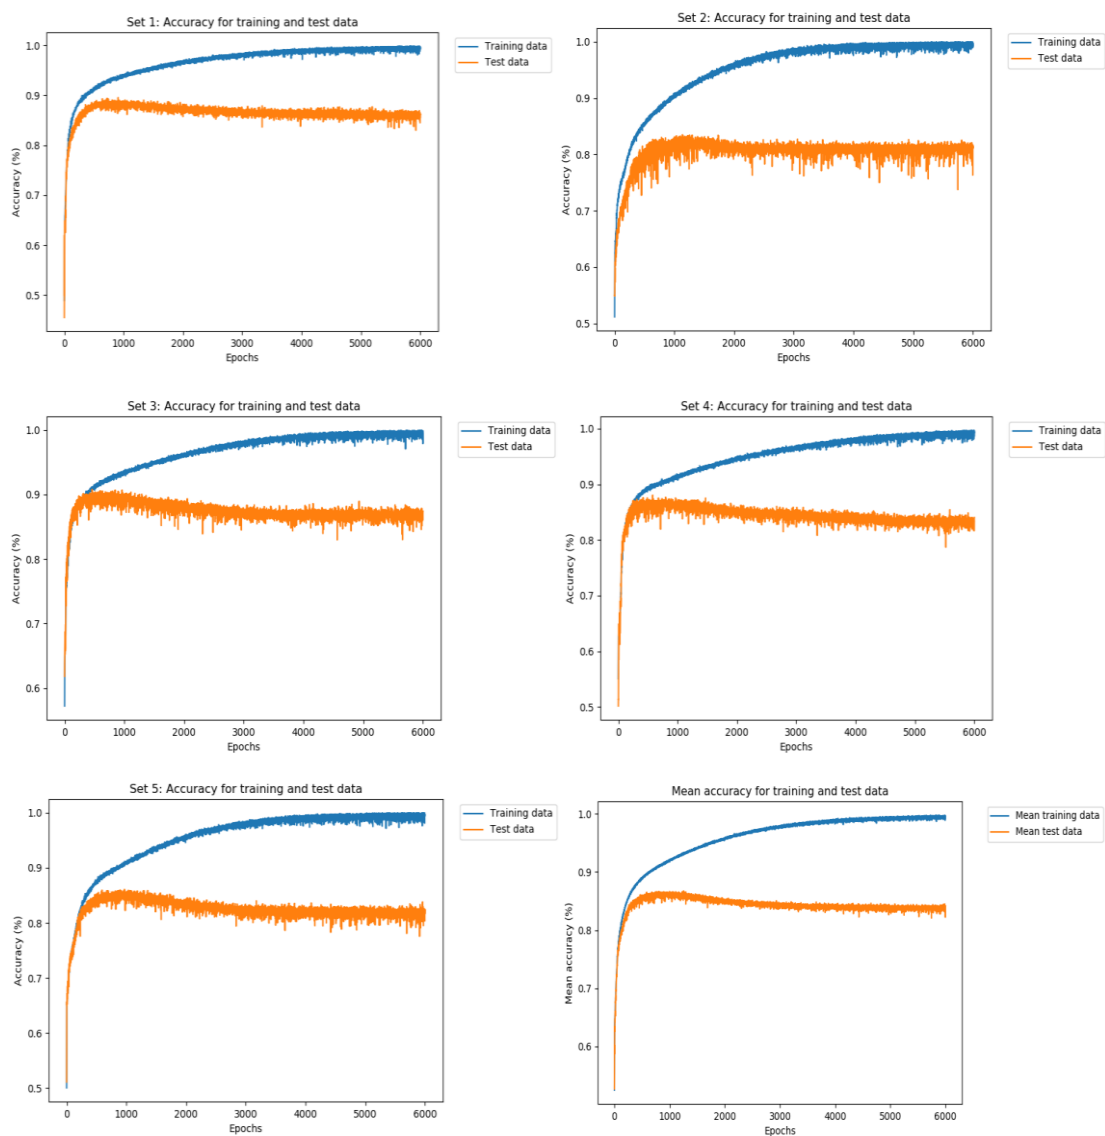 Set 1: Accuracy for training and test data
1.0
0.9
0.8
0.7
0.6
0.5
Accuracy (%)
0 1000 2000 3000 4000 5000 6000
Epochs
Training data
Test data
Set 2: Accuracy for training and test data
1.0
0.9
0.8
0.7
0.6
0.5
Accuracy (%)
0 1000 2000 3000 4000 5000 6000
Epochs
Training data
Test data
Set 3: Accuracy for training and test data
1.0
0.9
0.8
0.7
0.6
Accuracy (%)
0 1000 2000 3000 4000 5000 6000
Epochs
Training data
Test data
Set 4: Accuracy for training and test data
1.0
0.9
0.8
0.7
0.6
0.5
Accuracy (%)
0 1000 2000 3000 4000 5000 6000
Epochs
Training data
Test data
Set 5: Accuracy for training and test data
1.0
0.9
0.8
0.7
0.6
0.5
Accuracy (%)
0 1000 2000 3000 4000 5000 6000
Epochs
Training data
Test data
Mean accuracy for training and test data
1.0
0.9
0.8
0.7
0.6
Mean accuracy (%)
0 1000 2000 3000 4000 5000 6000
Epochs
Mean training data
Mean test data